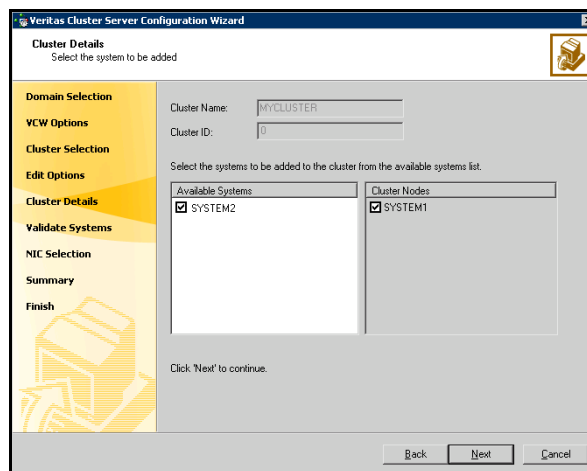 Veritas Cluster Server Configuration Wizard
Cluster Details
Select the system to be added
Domain Selection
VCW Options
Cluster Selection
Edit Options
Cluster Details
Validate Systems
NIC Selection
Summary
Finish
Cluster Name: MYCLUSTER
Cluster ID: 0
Select the systems to be added to the cluster from the available systems list.
Available Systems
SYSTEM2
Cluster Nodes
SYSTEM1
Click 'Next' to continue.
Back Next Cancel